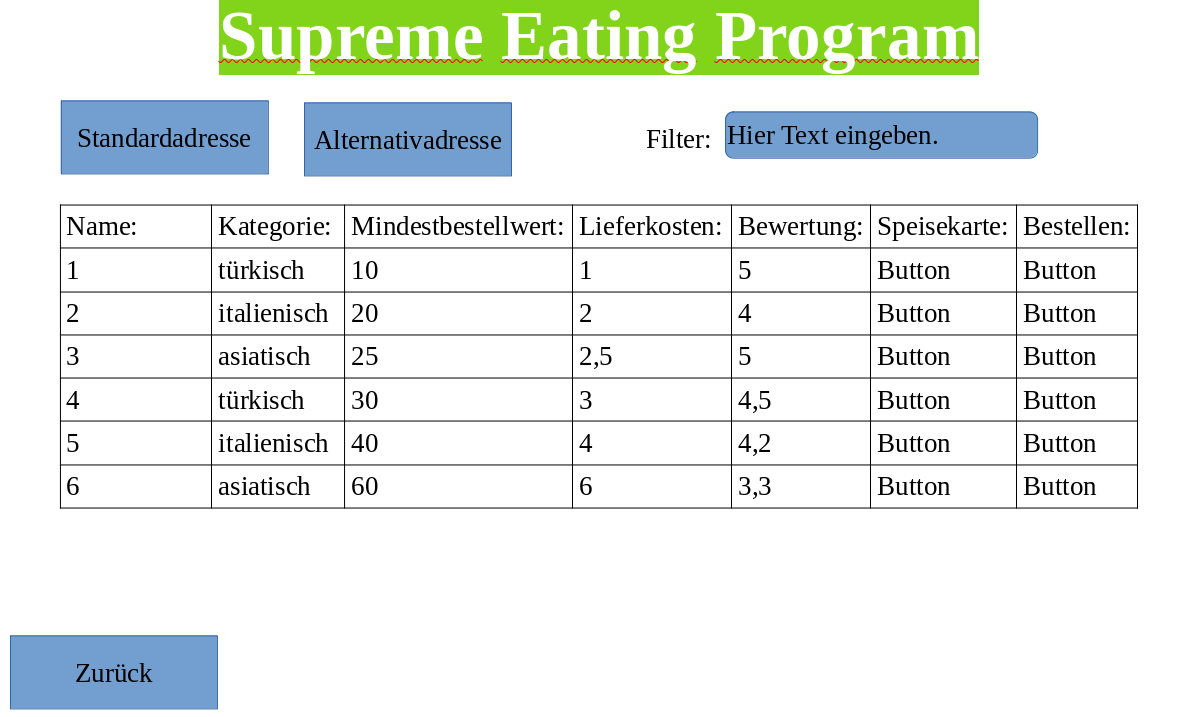 Supreme Eating Program
Standardadresse Alternativadresse Filter: Hier Text eingeben.
Name: Kategorie: Mindestbestellwert: Lieferkosten: Bewertung: Speisekarte: Bestellen:
1 türkisch 10 1 5 Button Button
2 italienisch 20 2 4 Button Button
3 asiatisch 25 2,5 5 Button Button
4 türkisch 30 3 4,5 Button Button
5 italienisch 40 4 4,2 Button Button
6 asiatisch 60 6 3,3 Button Button
Zurück